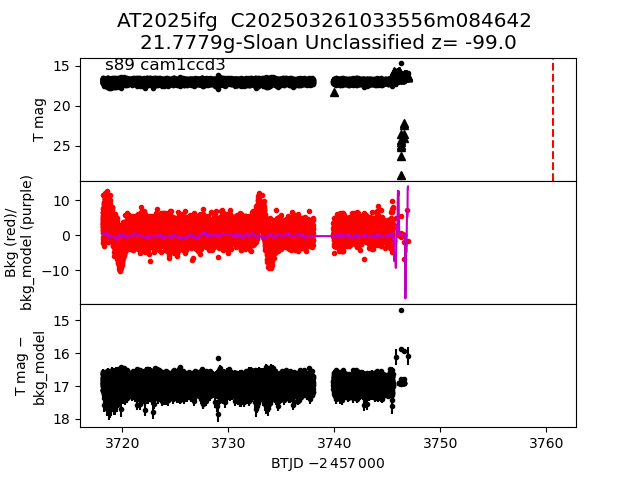 AT2025ifg  C202503261033556m084642
21.7779g-Sloan Unclassified z= -99.0
s89 cam1ccd3
15
20
25
T mag
10
0
−10
Bkg (red)/
bkg_model (purple)
15
16
17
18
T mag −
bkg_model
3720
3730
3740
3750
3760
BTJD −2 457 000